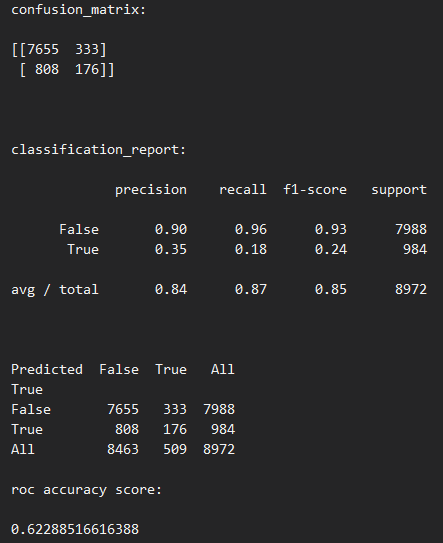 confusion_matrix:
[[7655 333]
[ 808 176]]
classification_report:
precision recall f1-score support
False 0.90 0.96 0.93 7988
True 0.35 0.18 0.24 984
avg / total 0.84 0.87 0.85 8972
Predicted False True All
True
False 7655 333 7988
True 808 176 984
All 8463 509 8972
roc accuracy score:
0.62288516616388